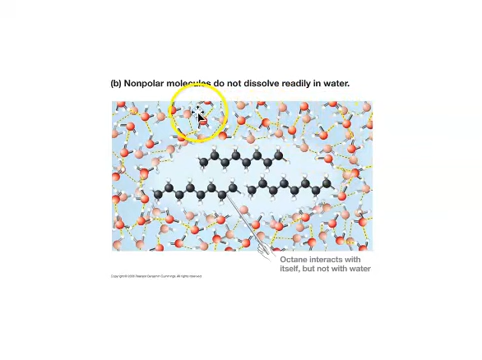 (b) Nonpolar molecules do not dissolve readily in water.
Octane interacts with
itself, but not with water